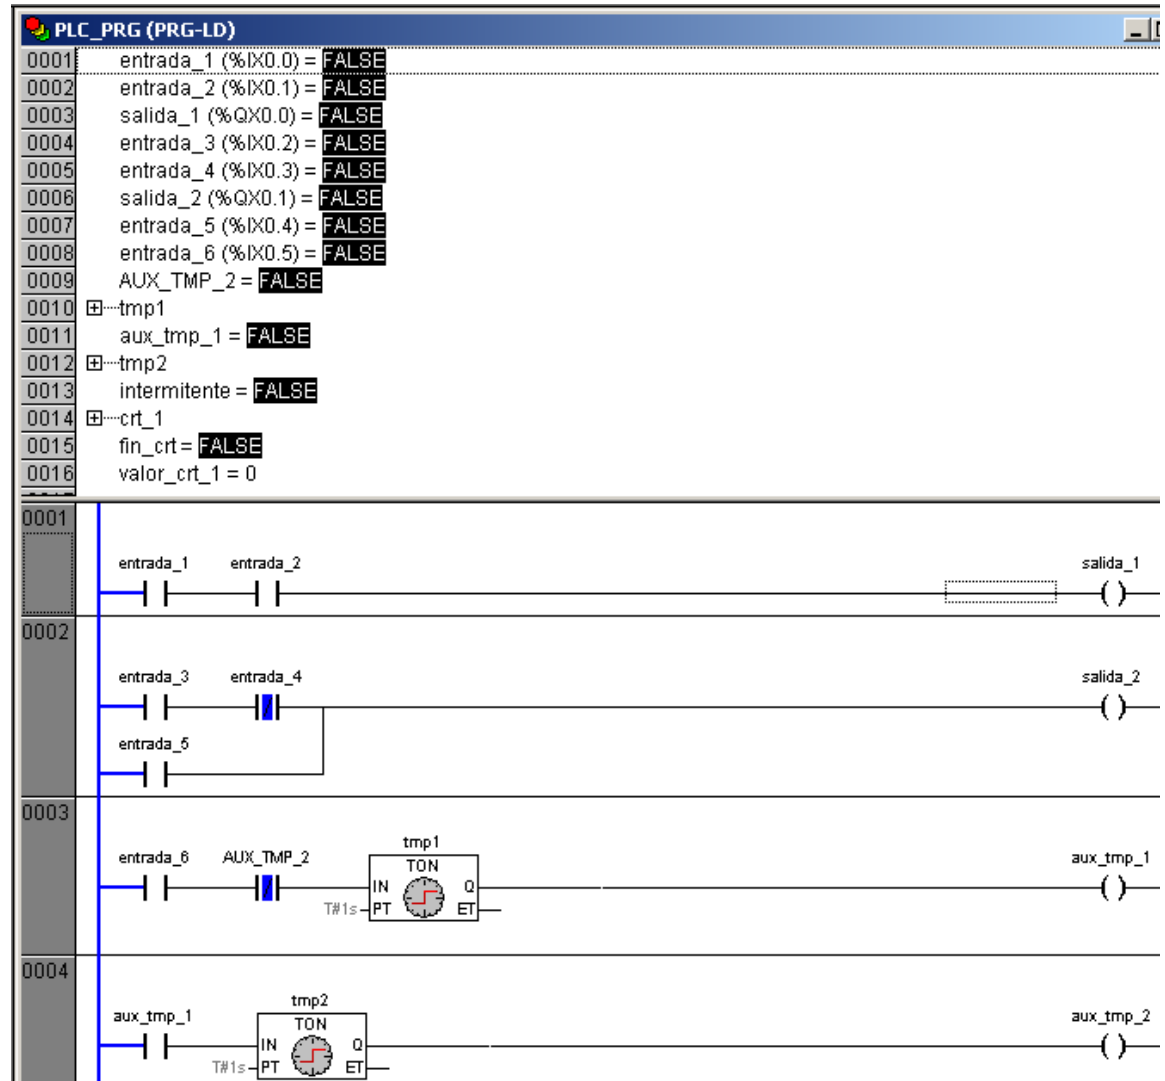 PLC_PRG (PRG-LD)
0001 entrada_1 (%IX0.0) = FALSE
0002 entrada_2 (%IX0.1) = FALSE
0003 salida_1 (%QX0.0) = FALSE
0004 entrada_3 (%IX0.2) = FALSE
0005 entrada_4 (%IX0.3) = FALSE
0006 salida_2 (%QX0.1) = FALSE
0007 entrada_5 (%IX0.4) = FALSE
0008 entrada_6 (%IX0.5) = FALSE
0009 AUX_TMP_2 = FALSE
0010 tmp1
0011 aux_tmp_1 = FALSE
0012 tmp2
0013 intermitente = FALSE
0014 crt_1
0015 fin_crt = FALSE
0016 valor_crt_1 = 0
0001
entrada_1 entrada_2 salida_1
0002
entrada_3 entrada_4 salida_2
entrada_5
0003
tmp1
entrada_6 AUX_TMP_2 TON aux_tmp_1
IN Q
T#1s PT ET
0004
tmp2
aux_tmp_1 TON aux_tmp_2
IN Q
T#1s PT ET